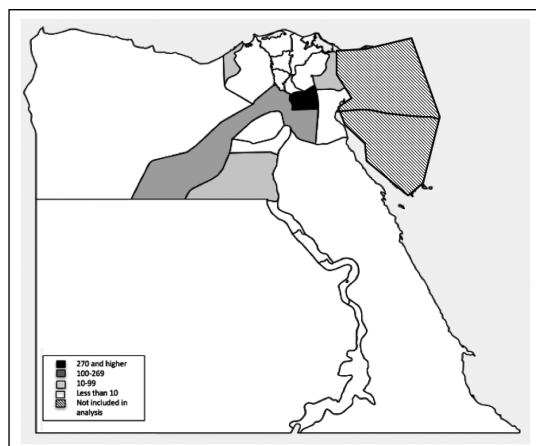 270 and higher
100-269
10-99
Less than 10
Not included in
analysis